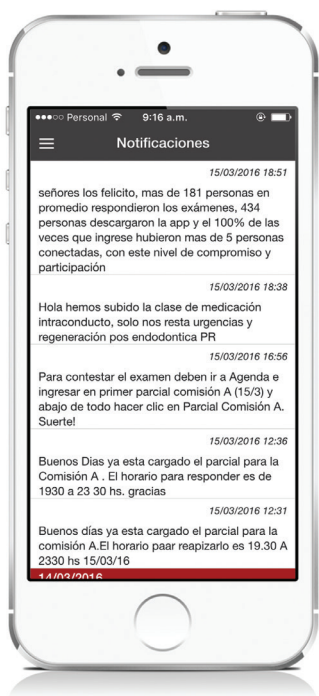 Personal 9:16 a.m.
Notificaciones
15/03/2016 18:51
señores los felicito, mas de 181 personas en
promedio respondieron los exámenes, 434
personas descargaron la app y el 100% de las
veces que ingrese hubieron mas de 5 personas
conectadas, con este nivel de compromiso y
participación
15/03/2016 18:38
Hola hemos subido la clase de medicación
intraconducto, solo nos resta urgencias y
regeneración pos endodontica PR
15/03/2016 16:56
Para contestar el examen deben ir a Agenda e
ingresar en primer parcial comisión A (15/3) y
abajo de todo hacer clic en Parcial Comisión A.
Suerte!
15/03/2016 12:36
Buenos Dias ya esta cargado el parcial para la
Comisión A . El horario para responder es de
1930 a 23 30 hs. gracias
15/03/2016 12:31
Buenos días ya esta cargado el parcial para la
comisión A.El horario paar reapizarlo es 19.30 A
2330 hs 15/03/16
14/03/2016